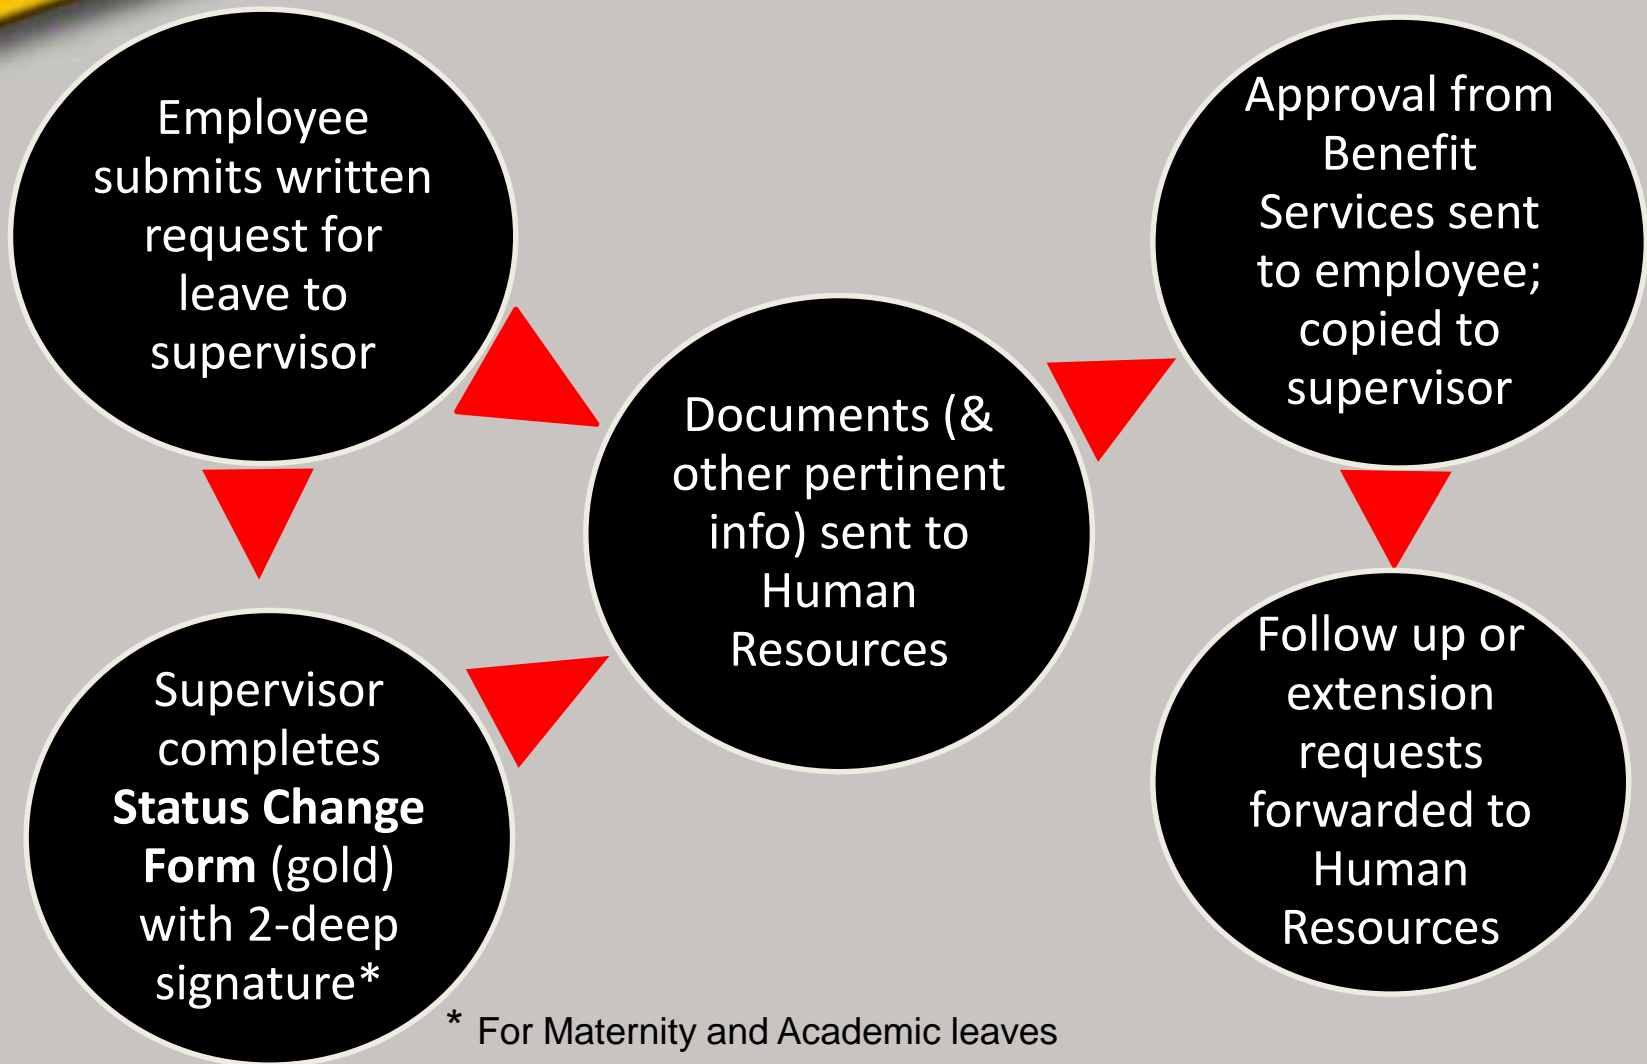 Employee
submits written
request for
leave to
supervisor
Supervisor
completes
Status Change
Form (gold)
with 2-deep
signature*
Documents (&
other pertinent
info) sent to
Human
Resources
Approval from
Benefit
Services sent
to employee;
copied to
supervisor
Follow up or
extension
requests
forwarded to
Human
Resources
* For Maternity and Academic leaves